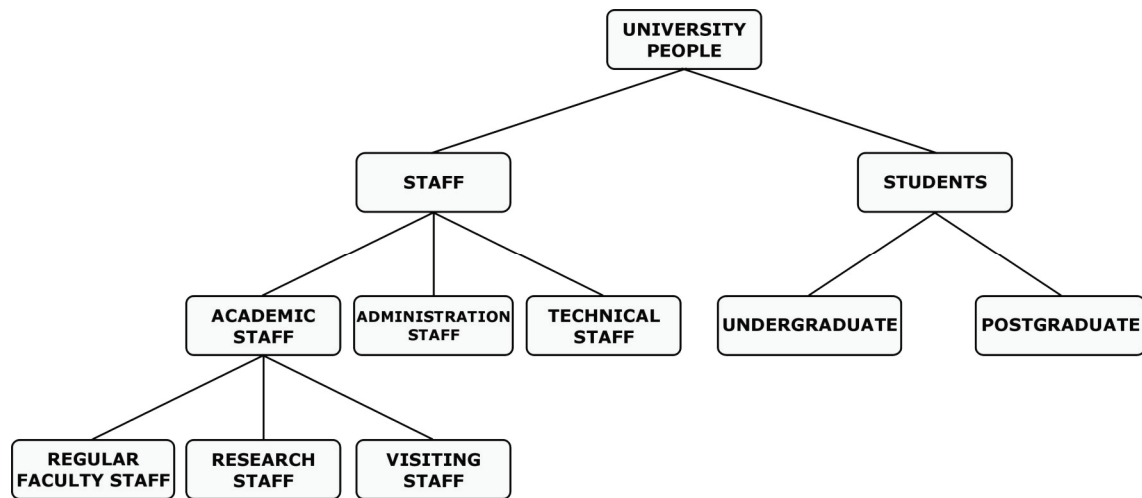 UNIVERSITY
PEOPLE
STAFF
STUDENTS
ACADEMIC
STAFF
ADMINISTRATION
STAFF
TECHNICAL
STAFF
UNDERGRADUATE
POSTGRADUATE
REGULAR
FACULTY STAFF
RESEARCH
STAFF
VISITING
STAFF